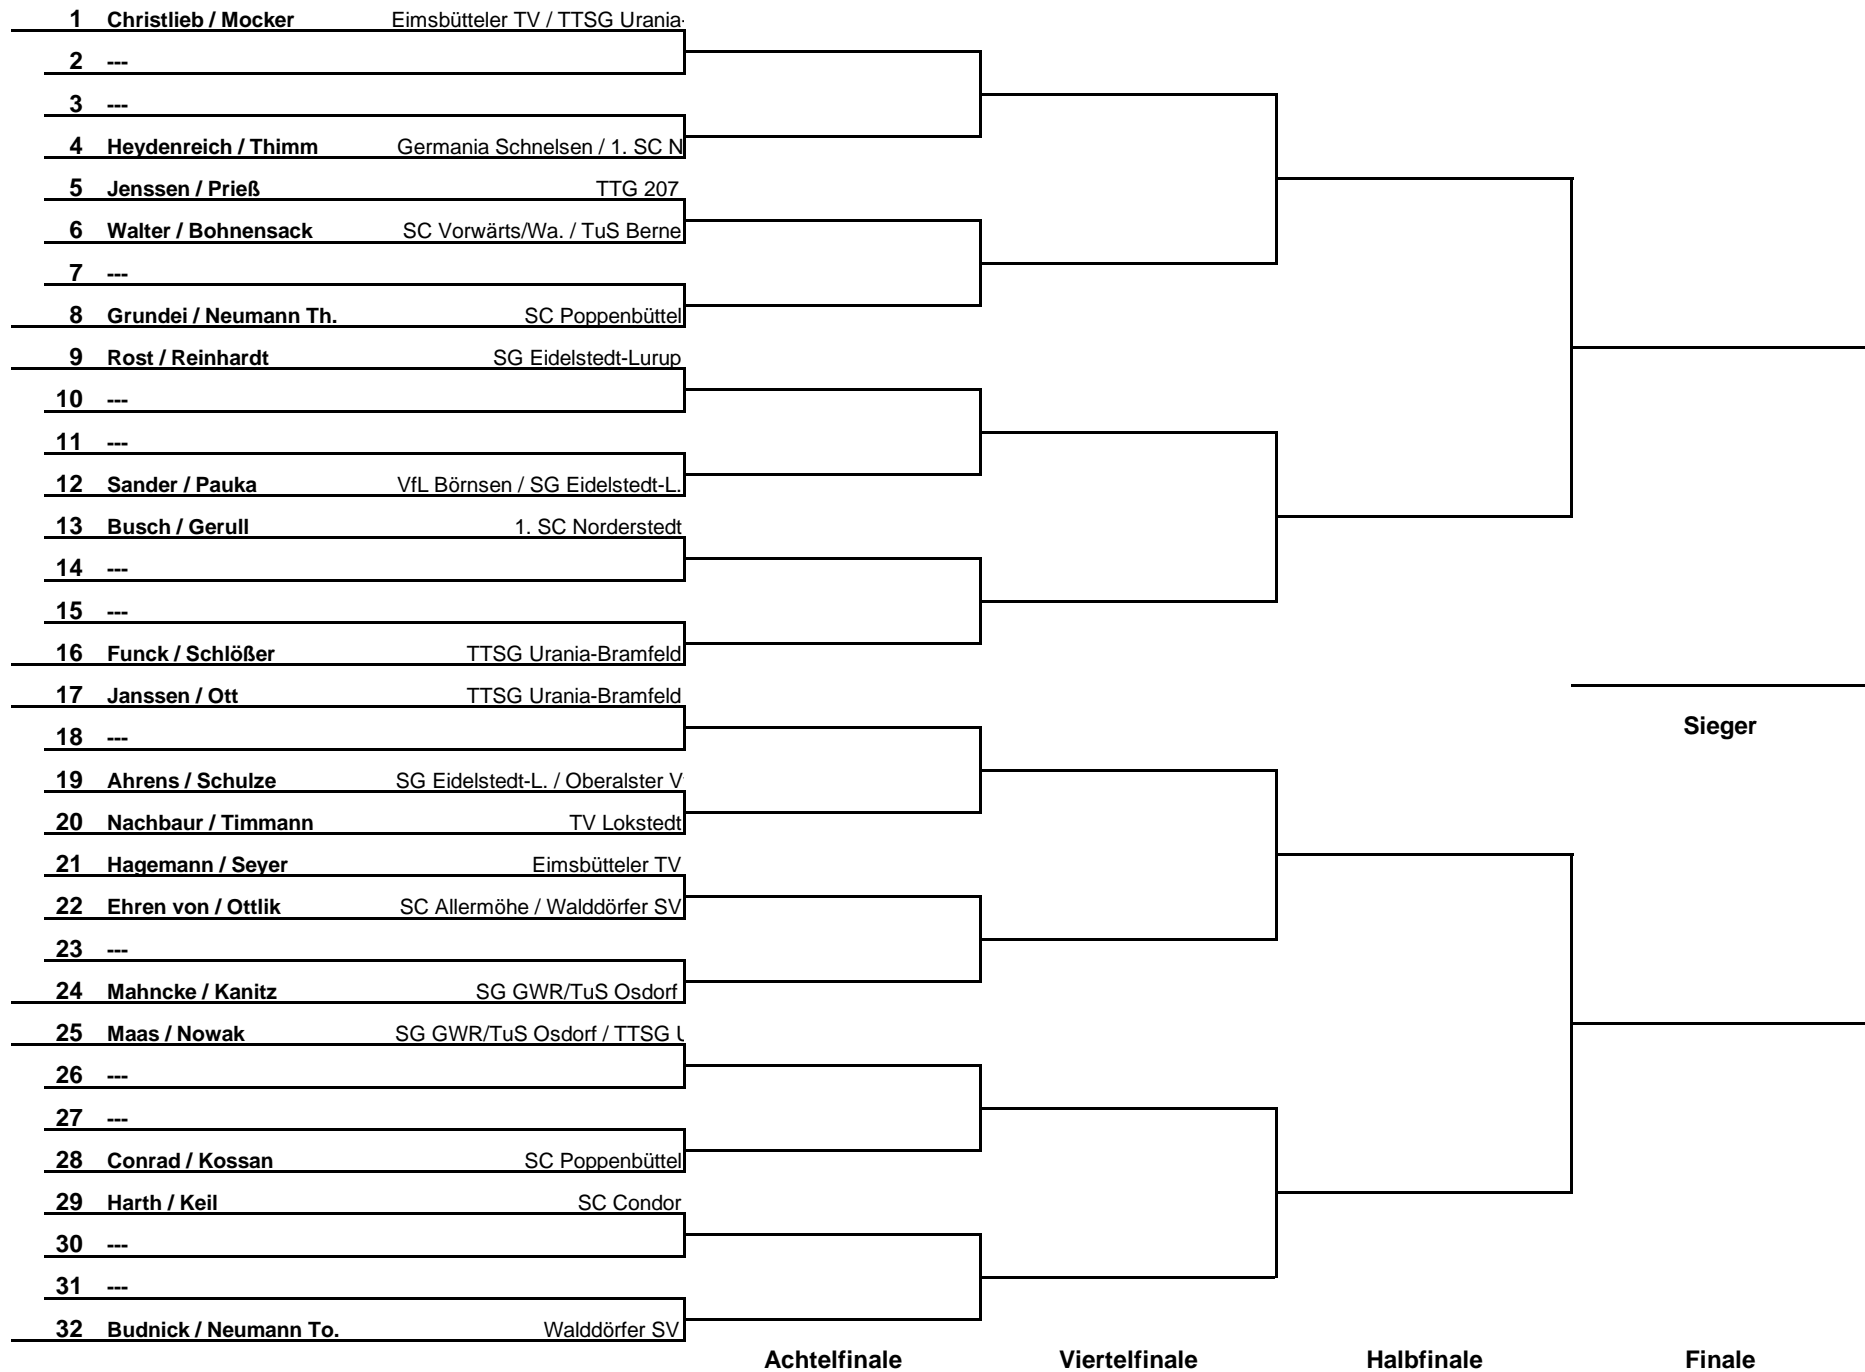 1 Christlieb / Mocker Eimsbütteler TV / TTSG Urania-
2 ---
3 ---
4 Heydenreich / Thimm Germania Schnelsen / 1. SC N
5 Jenssen / Prieß TTG 207
6 Walter / Bohnensack SC Vorwärts/Wa. / TuS Berne
7 ---
8 Grundei / Neumann Th. SC Poppenbüttel
9 Rost / Reinhardt SG Eidelstedt-Lurup
10 ---
11 ---
12 Sander / Pauka VfL Börnsen / SG Eidelstedt-L.
13 Busch / Gerull 1. SC Norderstedt
14 ---
15 ---
16 Funck / Schlößer TTSG Urania-Bramfeld
17 Janssen / Ott TTSG Urania-Bramfeld
Sieger
18 ---
19 Ahrens / Schulze SG Eidelstedt-L. / Oberalster V
20 Nachbaur / Timmann TV Lokstedt
21 Hagemann / Seyer Eimsbütteler TV
22 Ehren von / Ottlik SC Allermöhe / Walddörfer SV
23 ---
24 Mahncke / Kanitz SG GWR/TuS Osdorf
25 Maas / Nowak SG GWR/TuS Osdorf / TTSG U
26 ---
27 ---
28 Conrad / Kossan SC Poppenbüttel
29 Harth / Keil SC Condor
30 ---
31 ---
32 Budnick / Neumann To. Walddörfer SV
Achtelfinale Viertelfinale Halbfinale Finale